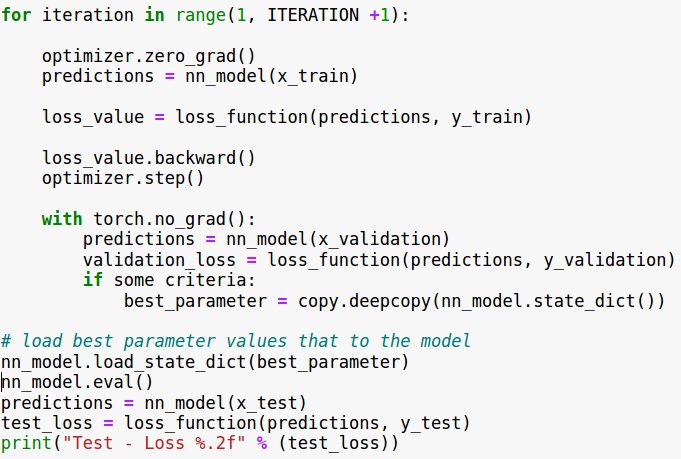 for iteration in range(1, ITERATION +1):
optimizer.zero_grad()
predictions = nn_model(x_train)
loss_value = loss_function(predictions, y_train)
loss_value.backward()
optimizer.step()
with torch.no_grad():
predictions = nn_model(x_validation)
validation_loss = loss_function(predictions, y_validation)
if some criteria:
best_parameter = copy.deepcopy(nn_model.state_dict())
# load best parameter values that to the model
nn_model.load_state_dict(best_parameter)
nn_model.eval()
predictions = nn_model(x_test)
test_loss = loss_function(predictions, y_test)
print("Test - Loss %.2f" % (test_loss))